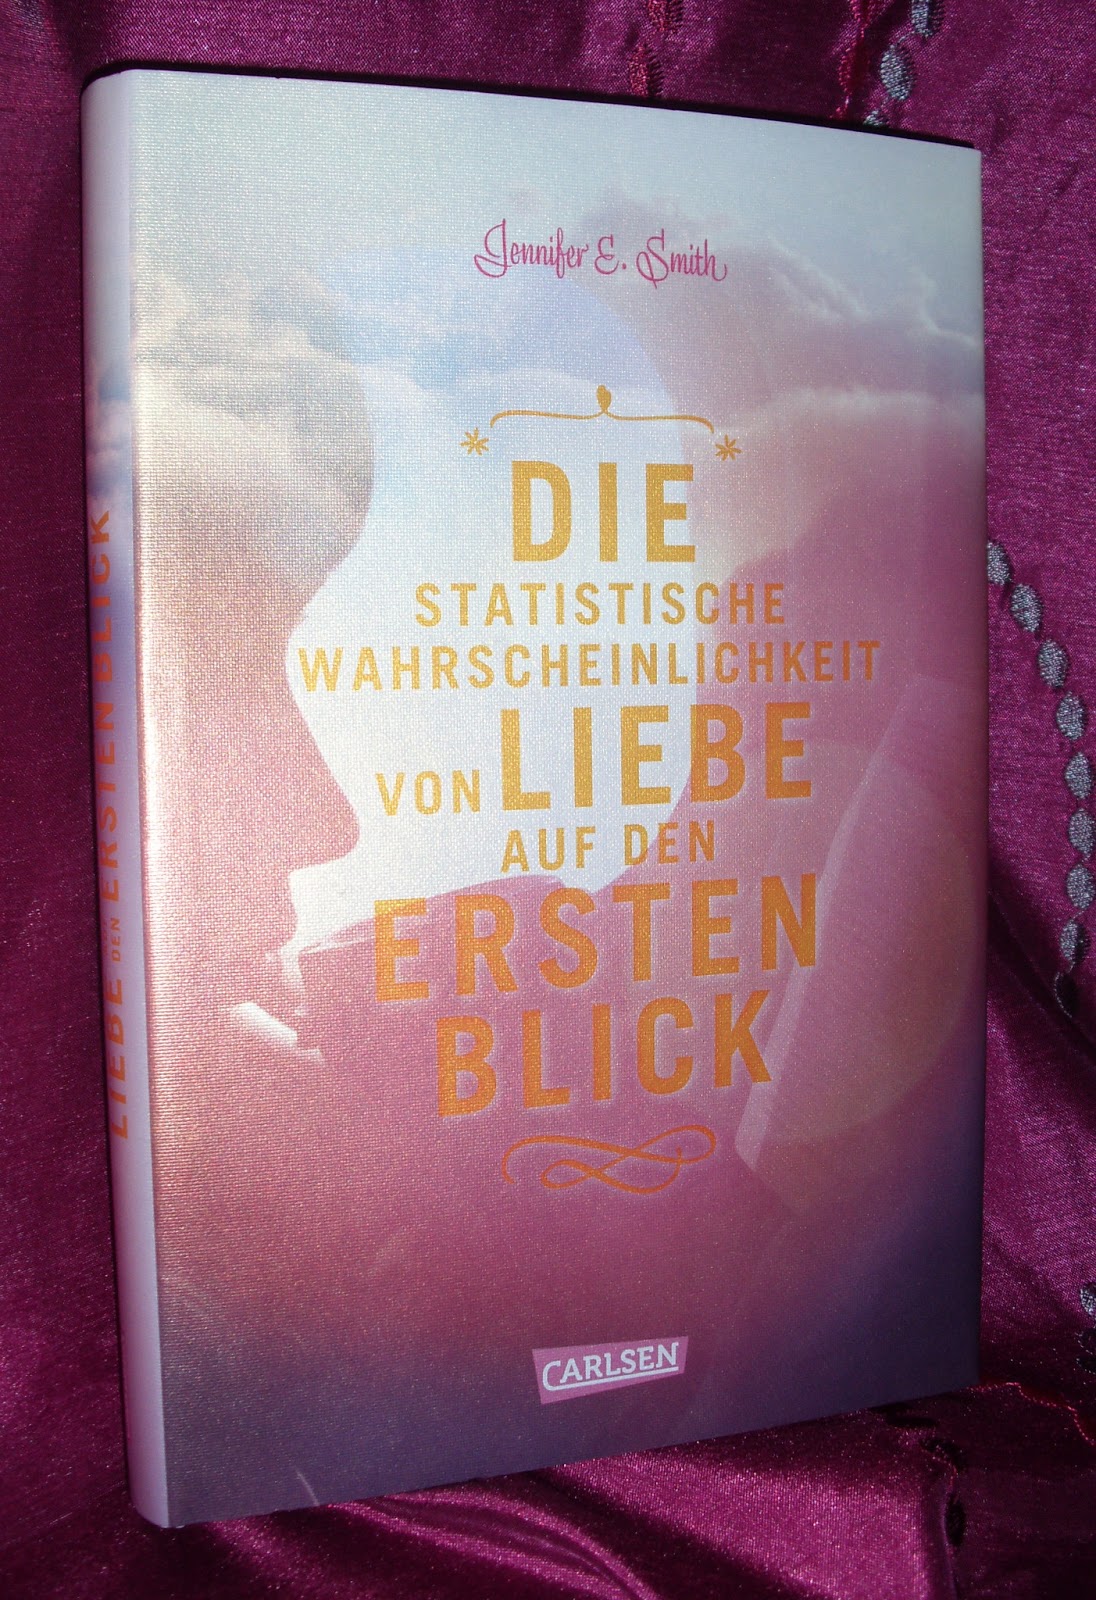 Jennifer E. Smith
DIE
STATISTISCHE
WAHRSCHEINLICHKEIT
VON LIEBE
AUF DEN
ERSTEN
BLICK
CARLSEN
LIEBE DEN ERSTEN BLICK